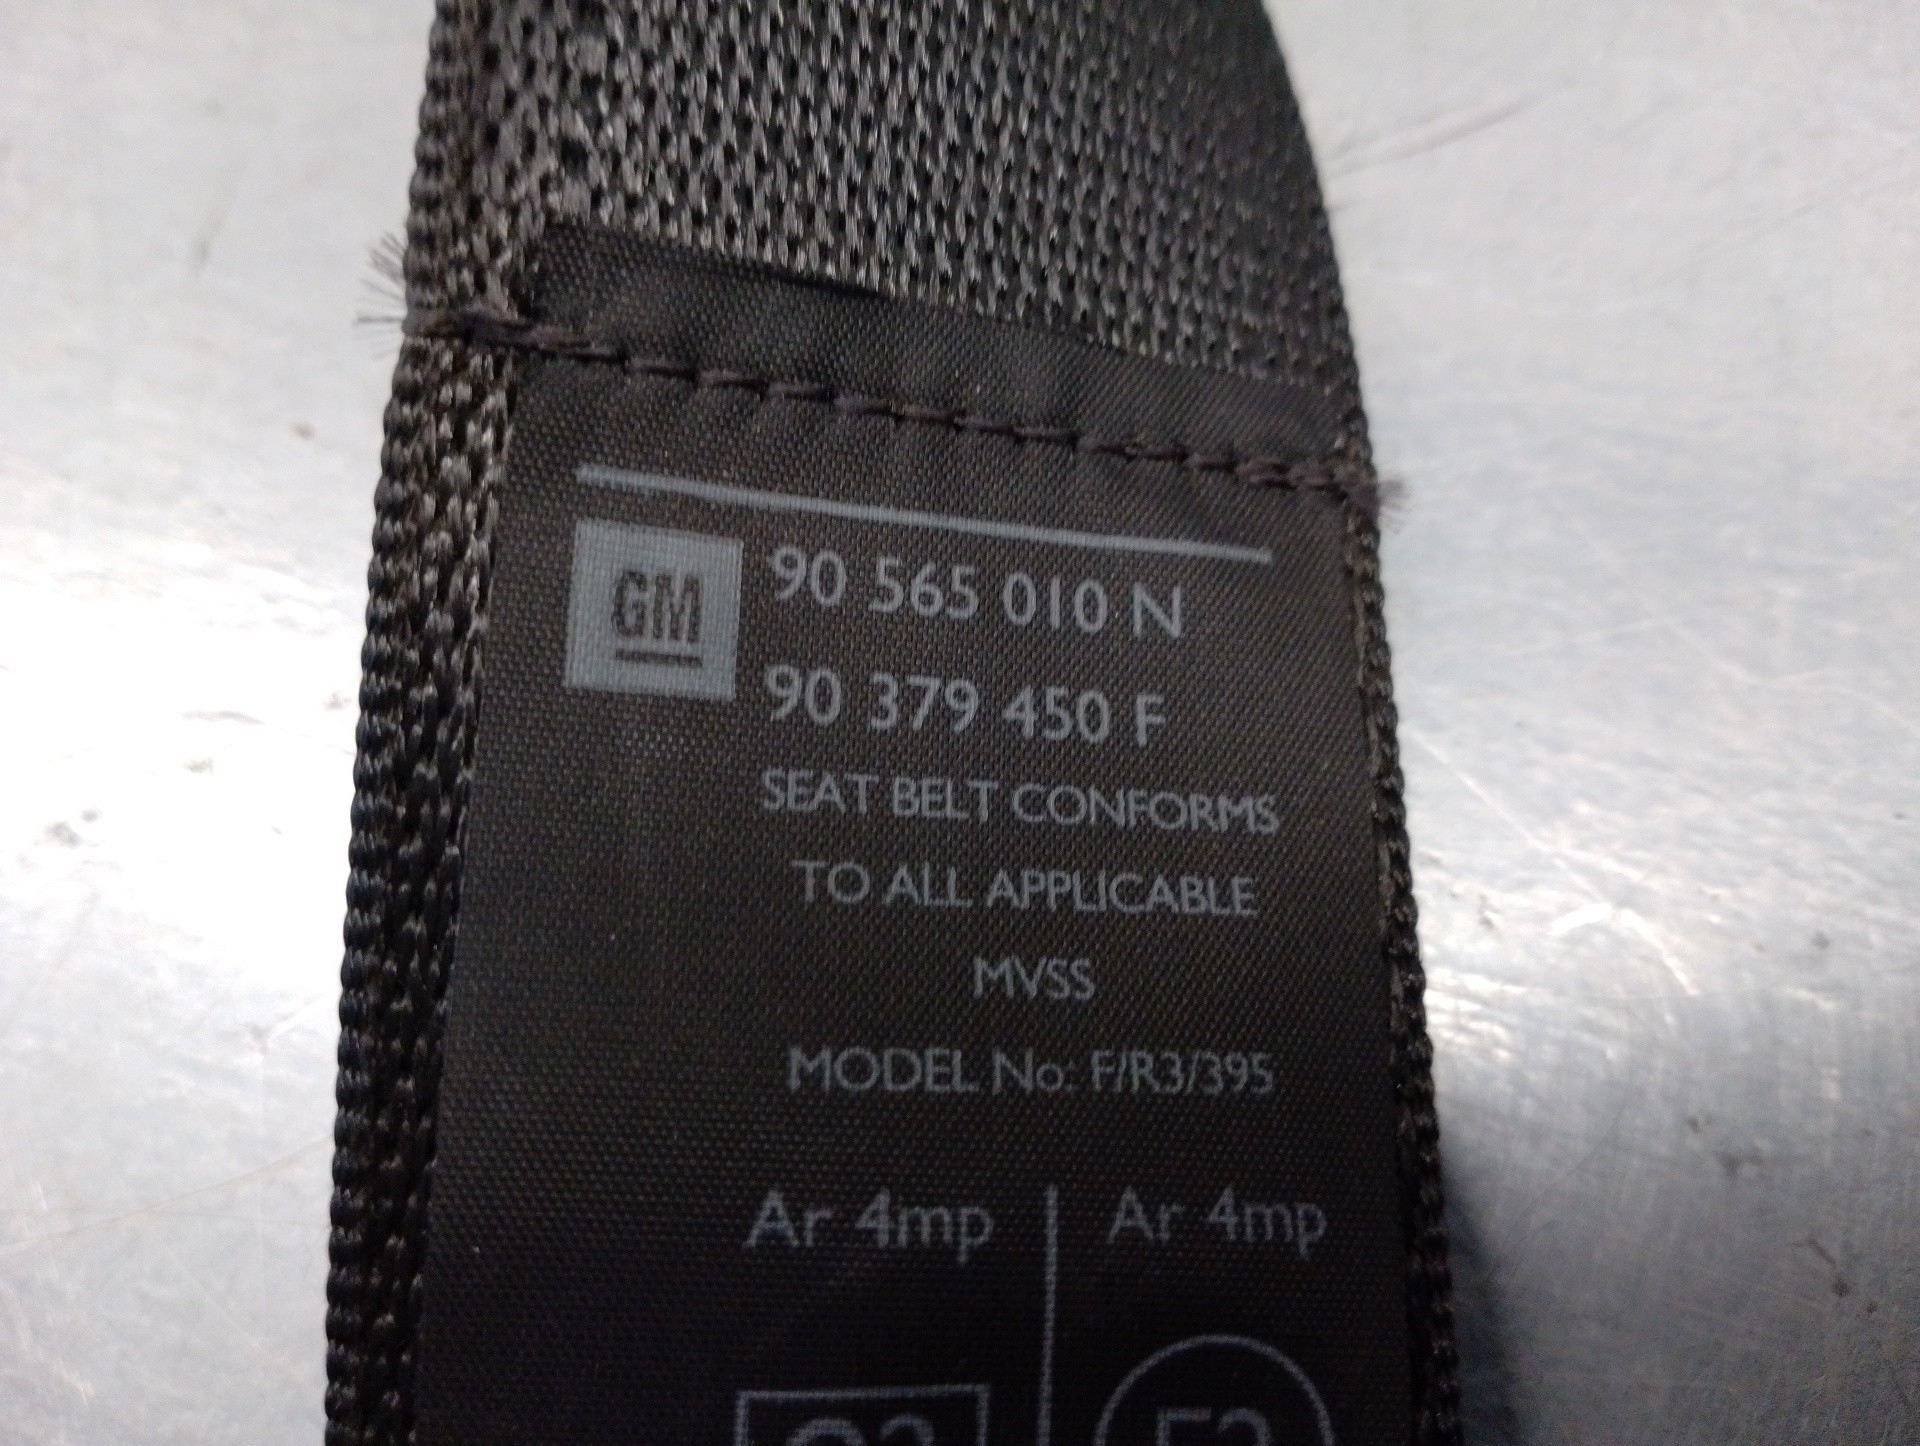 GM 90 565 010 N
90 379 450 F
SEAT BELT CONFORMS
TO ALL APPLICABLE
MVSS
MODEL No: F/R3/395
Ar 4mp Ar 4mp